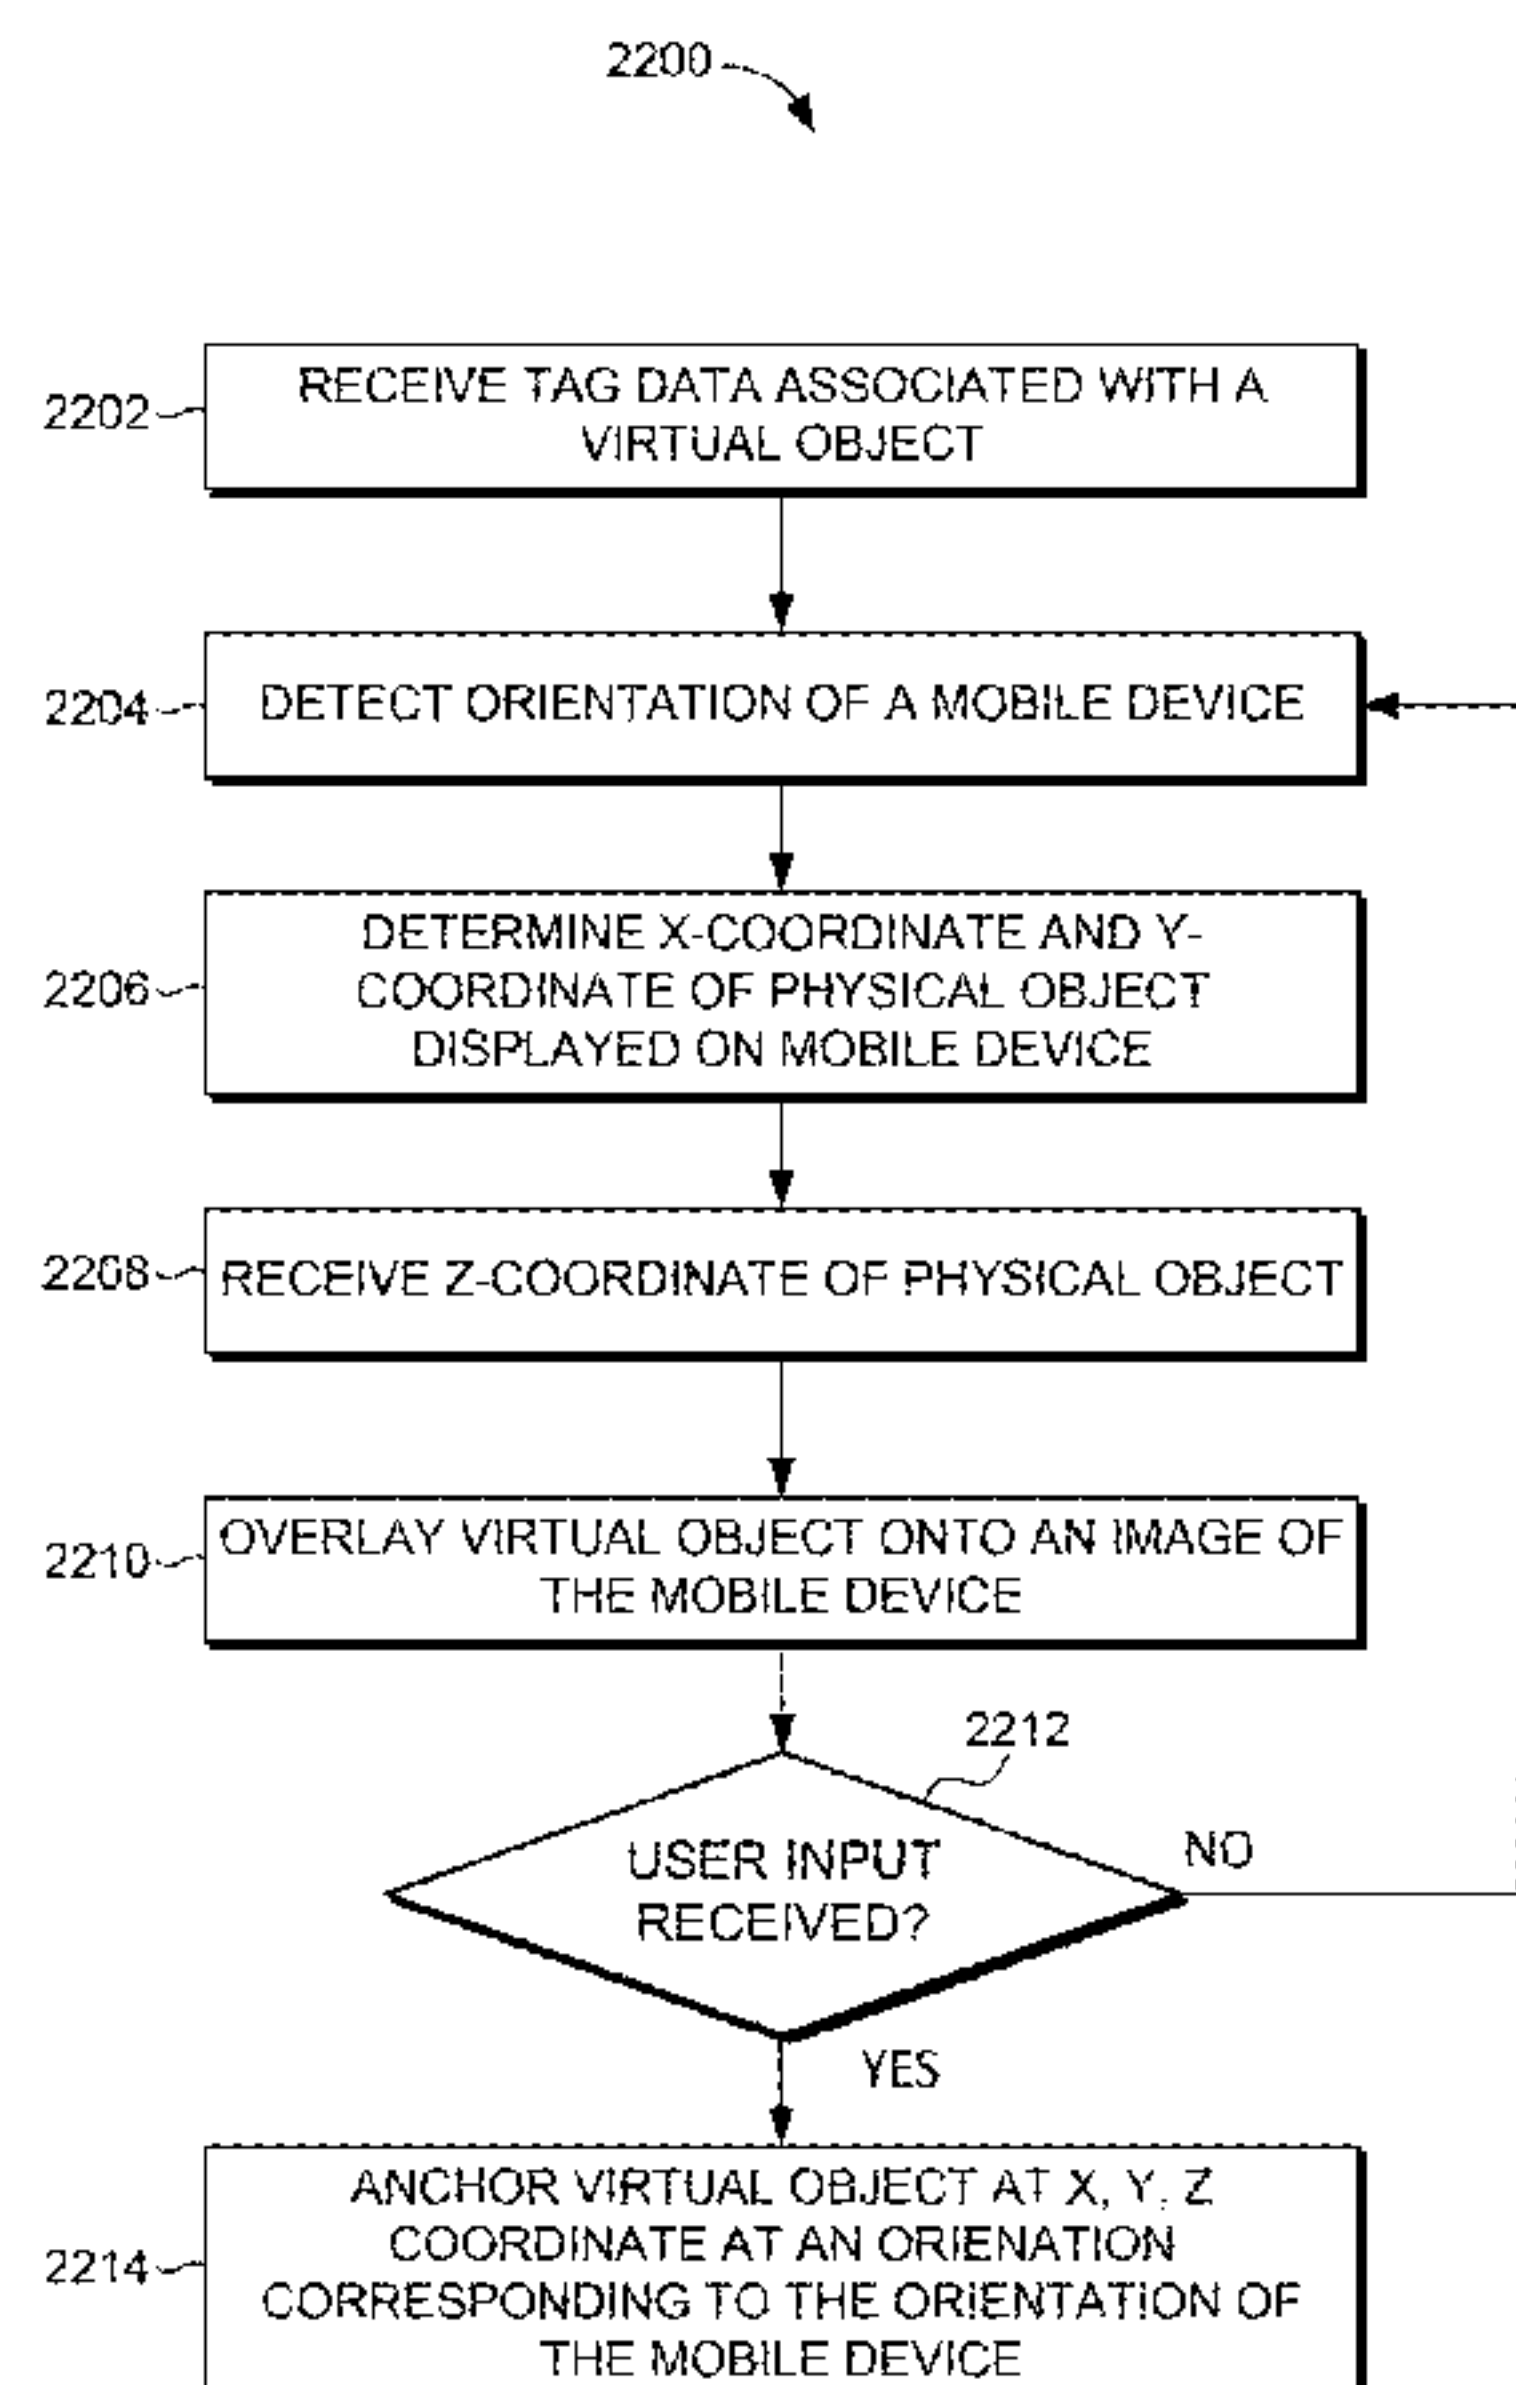 2200
2202
RECEIVE TAG DATA ASSOCIATED WITH A
VIRTUAL OBJECT
2204
DETECT ORIENTATION OF A MOBILE DEVICE
2206
DETERMINE X-COORDINATE AND Y-
COORDINATE OF PHYSICAL OBJECT
DISPLAYED ON MOBILE DEVICE
2208
RECEIVE Z-COORDINATE OF PHYSICAL OBJECT
2210
OVERLAY VIRTUAL OBJECT ONTO AN IMAGE OF
THE MOBILE DEVICE
2212
USER INPUT
RECEIVED?
NO
YES
2214
ANCHOR VIRTUAL OBJECT AT X, Y, Z
COORDINATE AT AN ORIENATION
CORRESPONDING TO THE ORIENTATION OF
THE MOBILE DEVICE